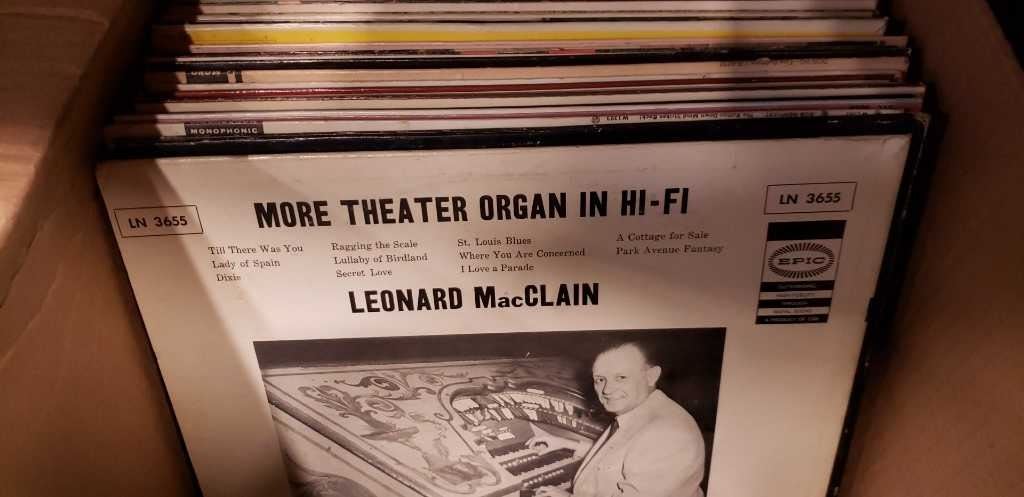 MONOPHONIC
LN 3655
MORE THEATER ORGAN IN HI-FI
LN 3655
Till There Was You
Lady of Spain
Dixie
Ragging the Scale
Lullaby of Birdland
Secret Love
St. Louis Blues
Where You Are Concerned
I Love a Parade
A Cottage for Sale
Park Avenue Fantasy
EPIC
LEONARD MacCLAIN